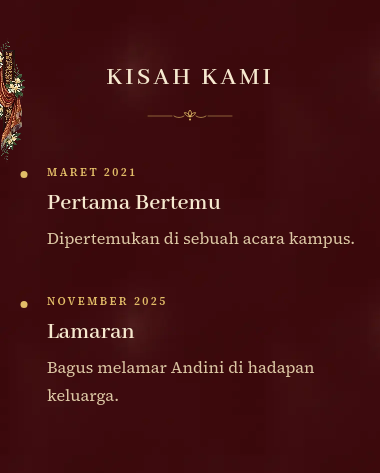 KISAH KAMI
MARET 2021
Pertama Bertemu
Dipertemukan di sebuah acara kampus.
NOVEMBER 2025
Lamaran
Bagus melamar Andini di hadapan
keluarga.